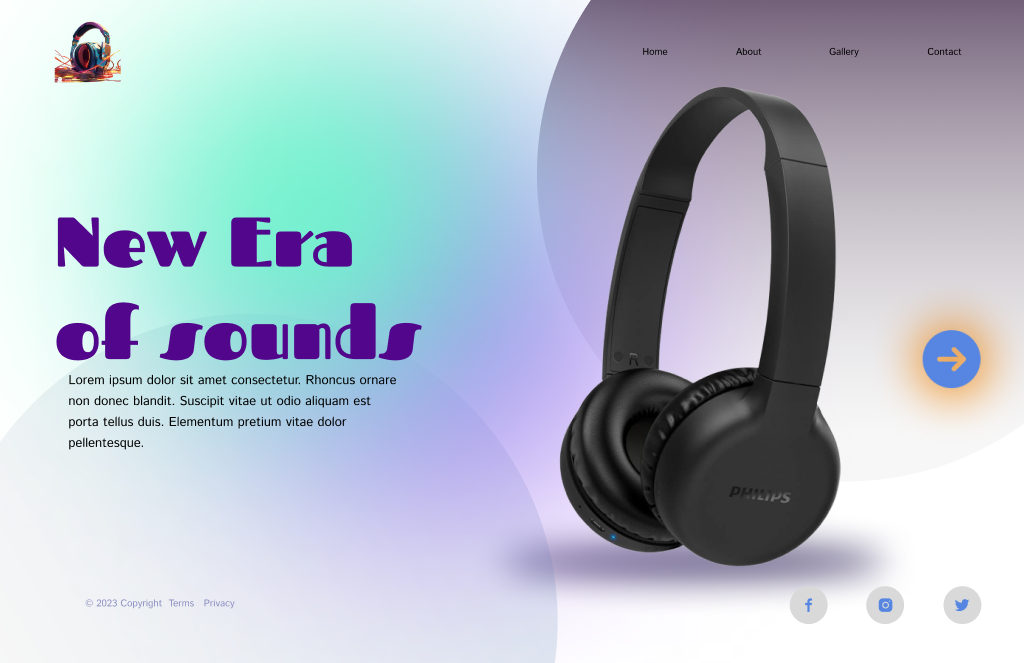 Home About Gallery Contact
New Era
of sounds
Lorem ipsum dolor sit amet consectetur. Rhoncus ornare
non donec blandit. Suscipit vitae ut odio aliquam est
porta tellus duis. Elementum pretium vitae dolor
pellentesque.
PHILIPS
© 2023 Copyright Terms Privacy